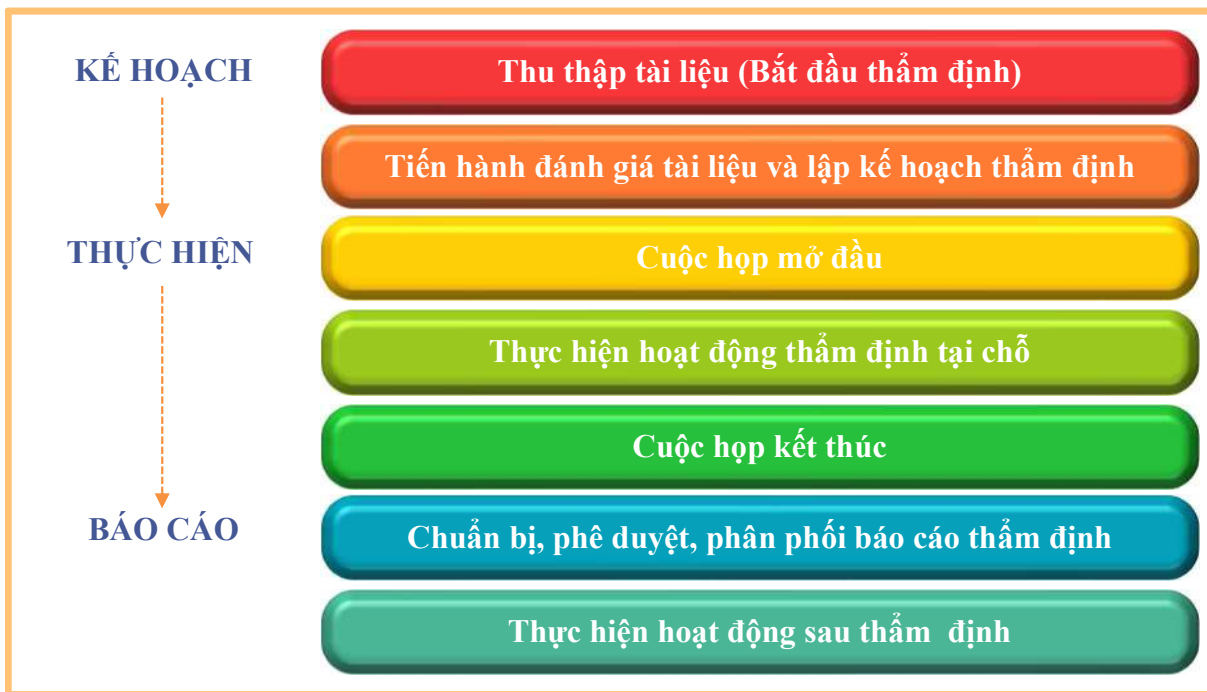 KẾ HOẠCH
Thu thập tài liệu (Bắt đầu thẩm định)
Tiến hành đánh giá tài liệu và lập kế hoạch thẩm định
THỰC HIỆN
Cuộc họp mở đầu
Thực hiện hoạt động thẩm định tại chỗ
Cuộc họp kết thúc
BÁO CÁO
Chuẩn bị, phê duyệt, phân phối báo cáo thẩm định
Thực hiện hoạt động sau thẩm định